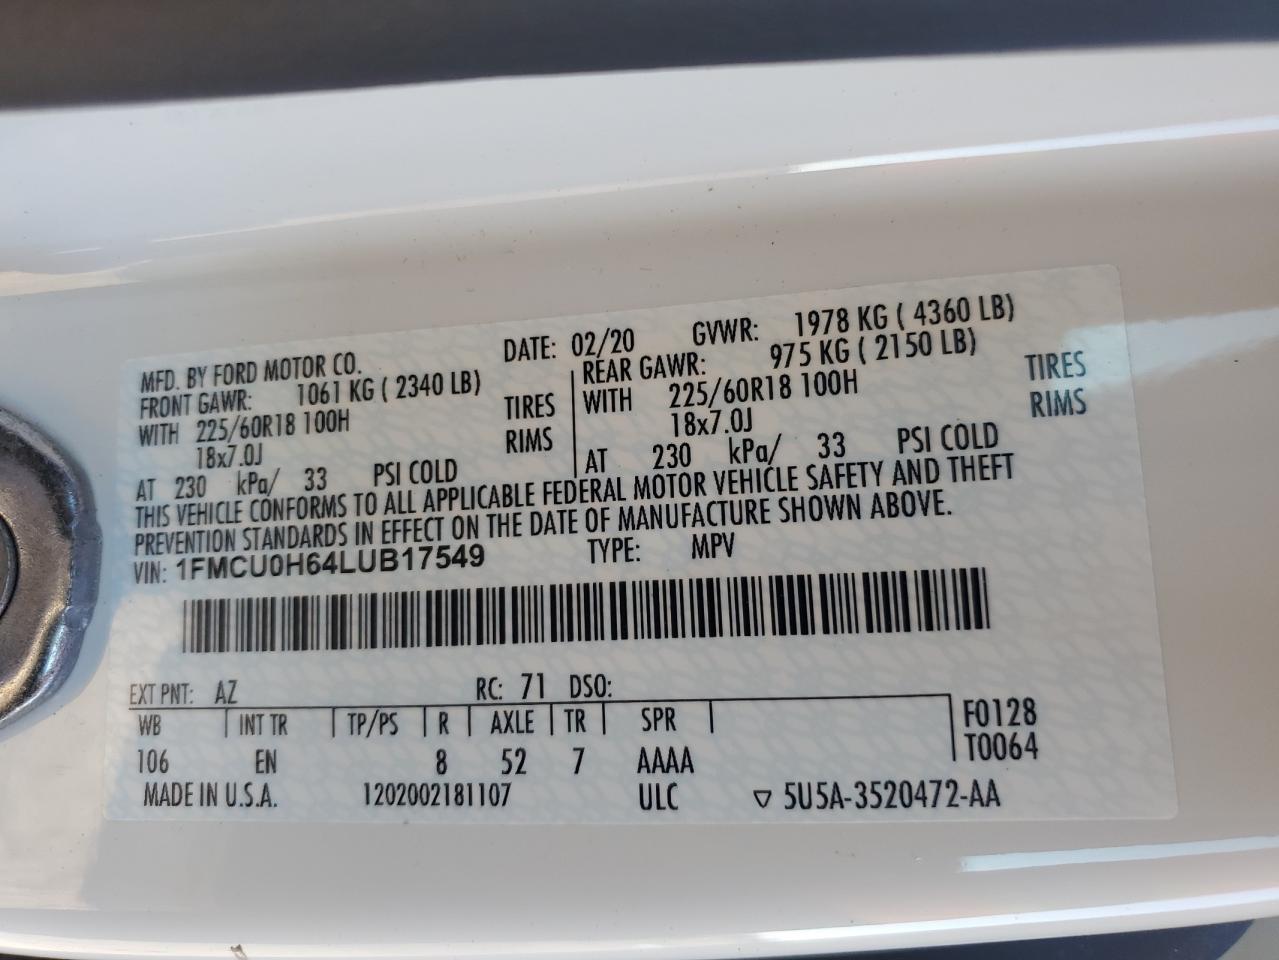 MFD. BY FORD MOTOR CO.
DATE: 02/20 GVWR: 1978 KG ( 4360 LB)
FRONT GAWR: 1061 KG ( 2340 LB)
WITH 225/60R18 100H TIRES
18x7.0J RIMS
AT 230 kPa/ 33 PSI COLD
REAR GAWR: 975 KG ( 2150 LB)
WITH 225/60R18 100H TIRES
18x7.0J RIMS
AT 230 kPa/ 33 PSI COLD
THIS VEHICLE CONFORMS TO ALL APPLICABLE FEDERAL MOTOR VEHICLE SAFETY AND THEFT
PREVENTION STANDARDS IN EFFECT ON THE DATE OF MANUFACTURE SHOWN ABOVE.
VIN: 1FMCU0H64LUB17549 TYPE: MPV
EXT PNT: AZ RC: 71 DSO:
WB INT TR TP/PS R AXLE TR SPR F0128
106 EN 8 52 7 AAAA T0064
MADE IN U.S.A. 1202002181107 ULC ▽ 5U5A-3520472-AA